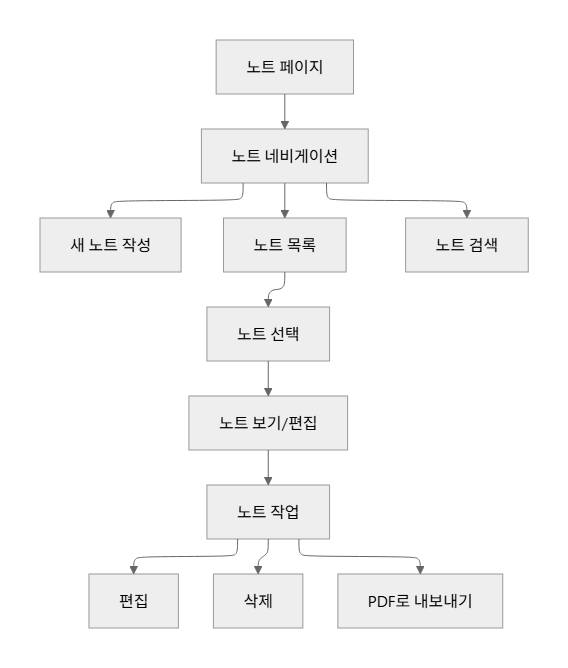 노트 페이지
노트 네비게이션
새 노트 작성
노트 목록
노트 검색
노트 선택
노트 보기/편집
노트 작업
편집
삭제
PDF로 내보내기